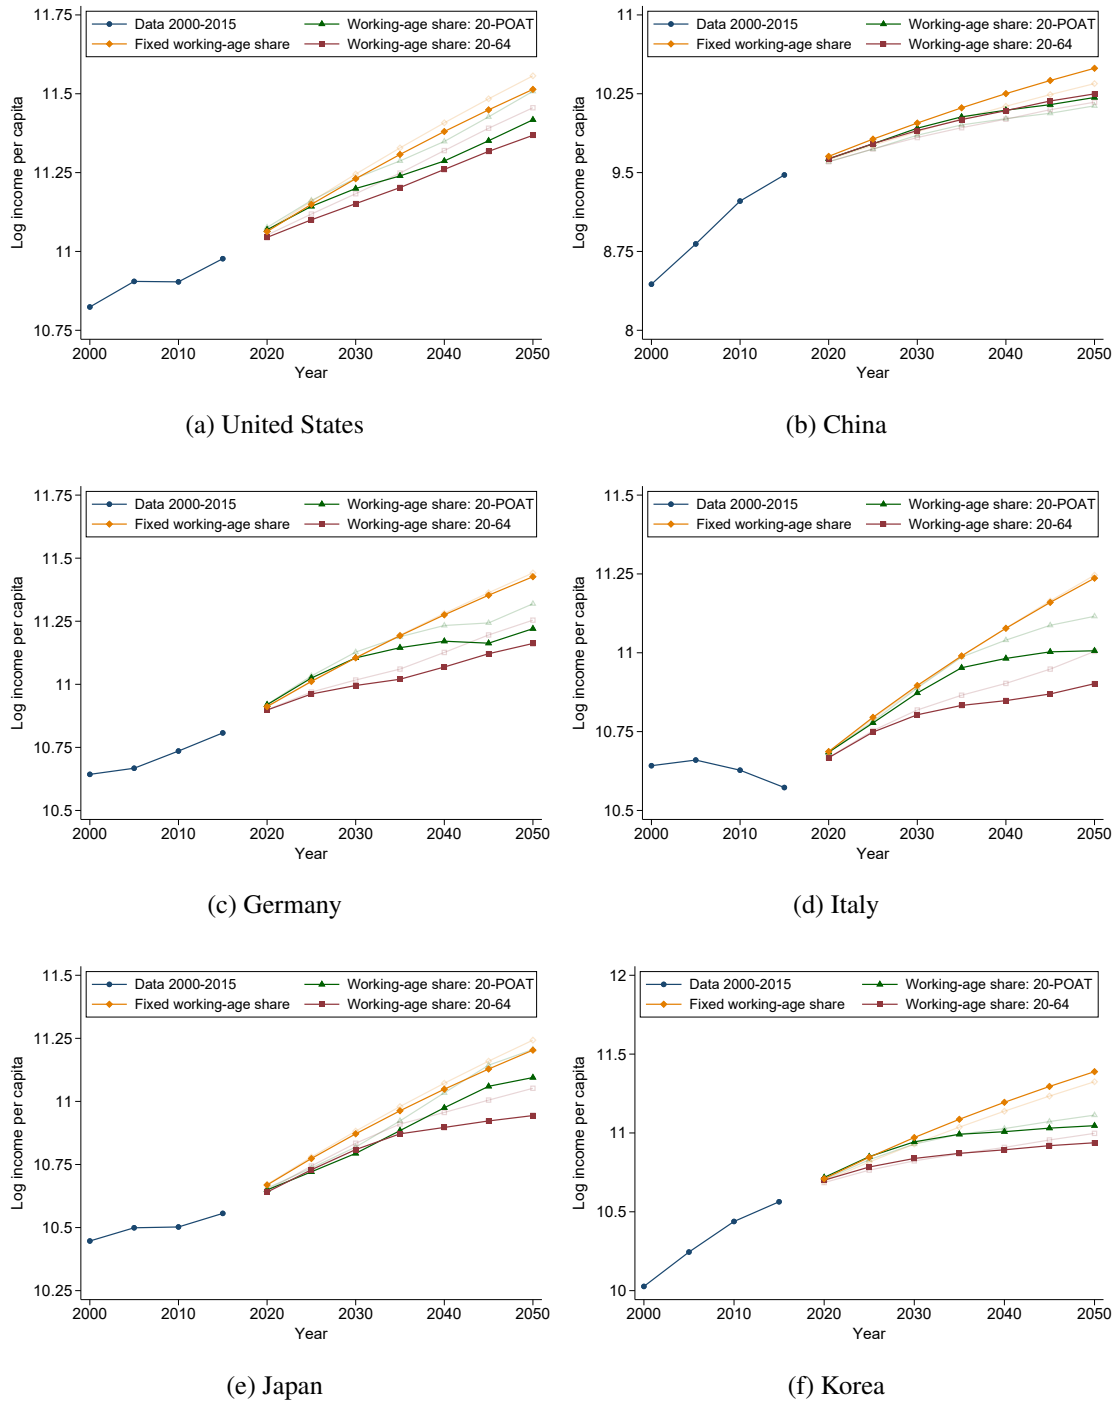 11.75
11.5
11.25
11
10.75
Log income per capita
Data 2000-2015
Working-age share: 20-POAT
Fixed working-age share
Working-age share: 20-64
2000 2010 2020 2030 2040 2050
Year
(a) United States
11
10.25
9.5
8.75
8
Log income per capita
Data 2000-2015
Working-age share: 20-POAT
Fixed working-age share
Working-age share: 20-64
2000 2010 2020 2030 2040 2050
Year
(b) China
11.75
11.5
11.25
11
10.75
10.5
Log income per capita
Data 2000-2015
Working-age share: 20-POAT
Fixed working-age share
Working-age share: 20-64
2000 2010 2020 2030 2040 2050
Year
(c) Germany
11.5
11.25
11
10.75
10.5
Log income per capita
Data 2000-2015
Working-age share: 20-POAT
Fixed working-age share
Working-age share: 20-64
2000 2010 2020 2030 2040 2050
Year
(d) Italy
11.5
11.25
11
10.75
10.5
10.25
Log income per capita
Data 2000-2015
Working-age share: 20-POAT
Fixed working-age share
Working-age share: 20-64
2000 2010 2020 2030 2040 2050
Year
(e) Japan
12
11.5
11
10.5
10
Log income per capita
Data 2000-2015
Working-age share: 20-POAT
Fixed working-age share
Working-age share: 20-64
2000 2010 2020 2030 2040 2050
Year
(f) Korea